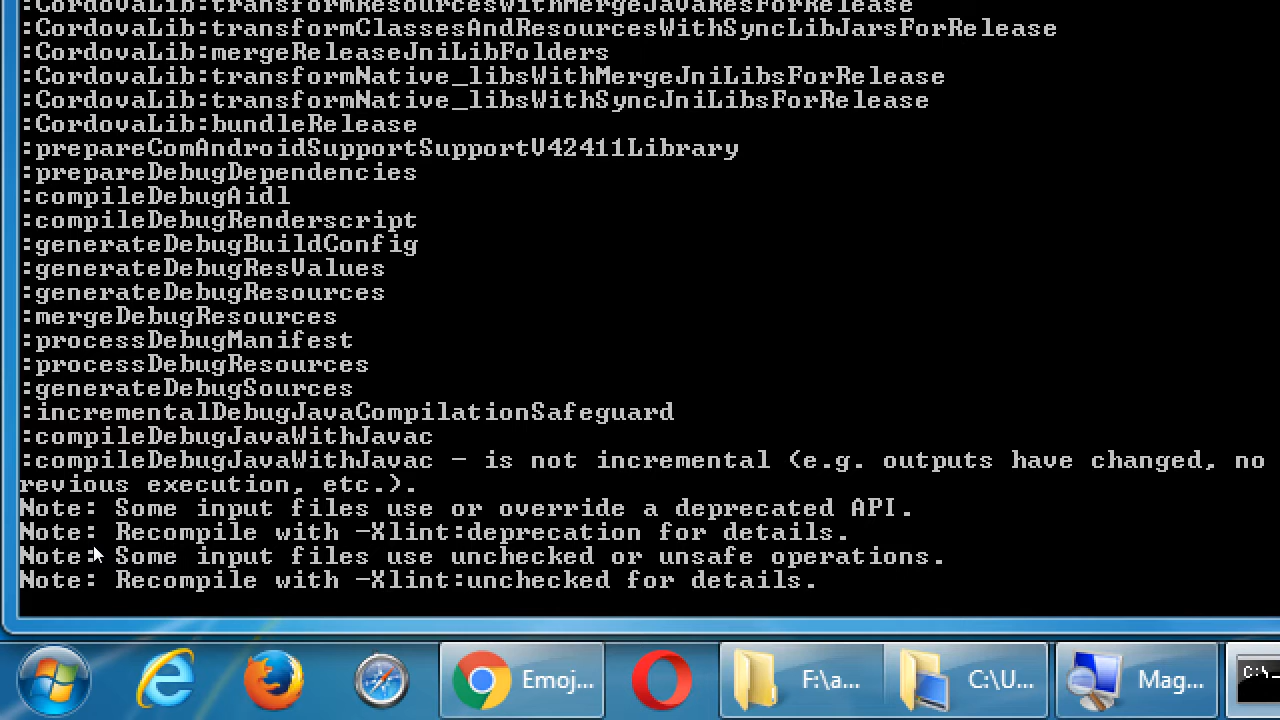 :CordovaLib:transformResourcesWithMergeJavaResForRelease
:CordovaLib:transformClassesAndResourcesWithSyncLibJarsForRelease
:CordovaLib:mergeReleaseJniLibFolders
:CordovaLib:transformNative_libsWithMergeJniLibsForRelease
:CordovaLib:transformNative_libsWithSyncJniLibsForRelease
:CordovaLib:bundleRelease
:prepareComAndroidSupportSupportV42411Library
:prepareDebugDependencies
:compileDebugAidl
:compileDebugRenderscript
:generateDebugBuildConfig
:generateDebugResValues
:generateDebugResources
:mergeDebugResources
:processDebugManifest
:processDebugResources
:generateDebugSources
:incrementalDebugJavaCompilationSafeguard
:compileDebugJavaWithJavac
:compileDebugJavaWithJavac - is not incremental (e.g. outputs have changed, no
revious execution, etc.).
Note: Some input files use or override a deprecated API.
Note: Recompile with -Xlint:deprecation for details.
Note: Some input files use unchecked or unsafe operations.
Note: Recompile with -Xlint:unchecked for details.
Emoj... F:\a... C:\U... Mag... C:\